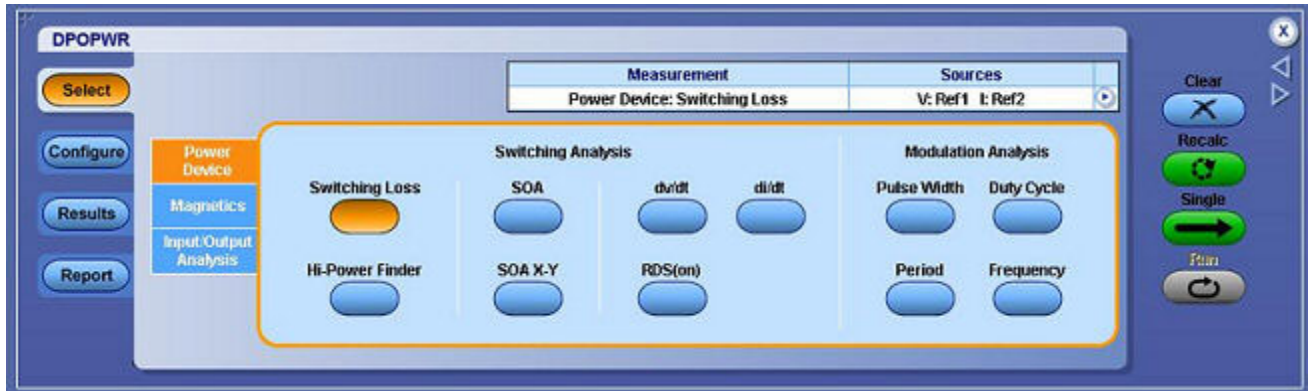 DPOPWR
X
Select
Configure
Results
Report
Measurement Sources
Power Device: Switching Loss V: Ref1 I: Ref2
Power
Device
Magnetics
Input/Output
Analysis
Switching Analysis
Switching Loss SOA dv/dt di/dt
Hi-Power Finder SOA X-Y RDS(on)
Modulation Analysis
Pulse Width Duty Cycle
Period Frequency
Clear
Recalc
Single
Run